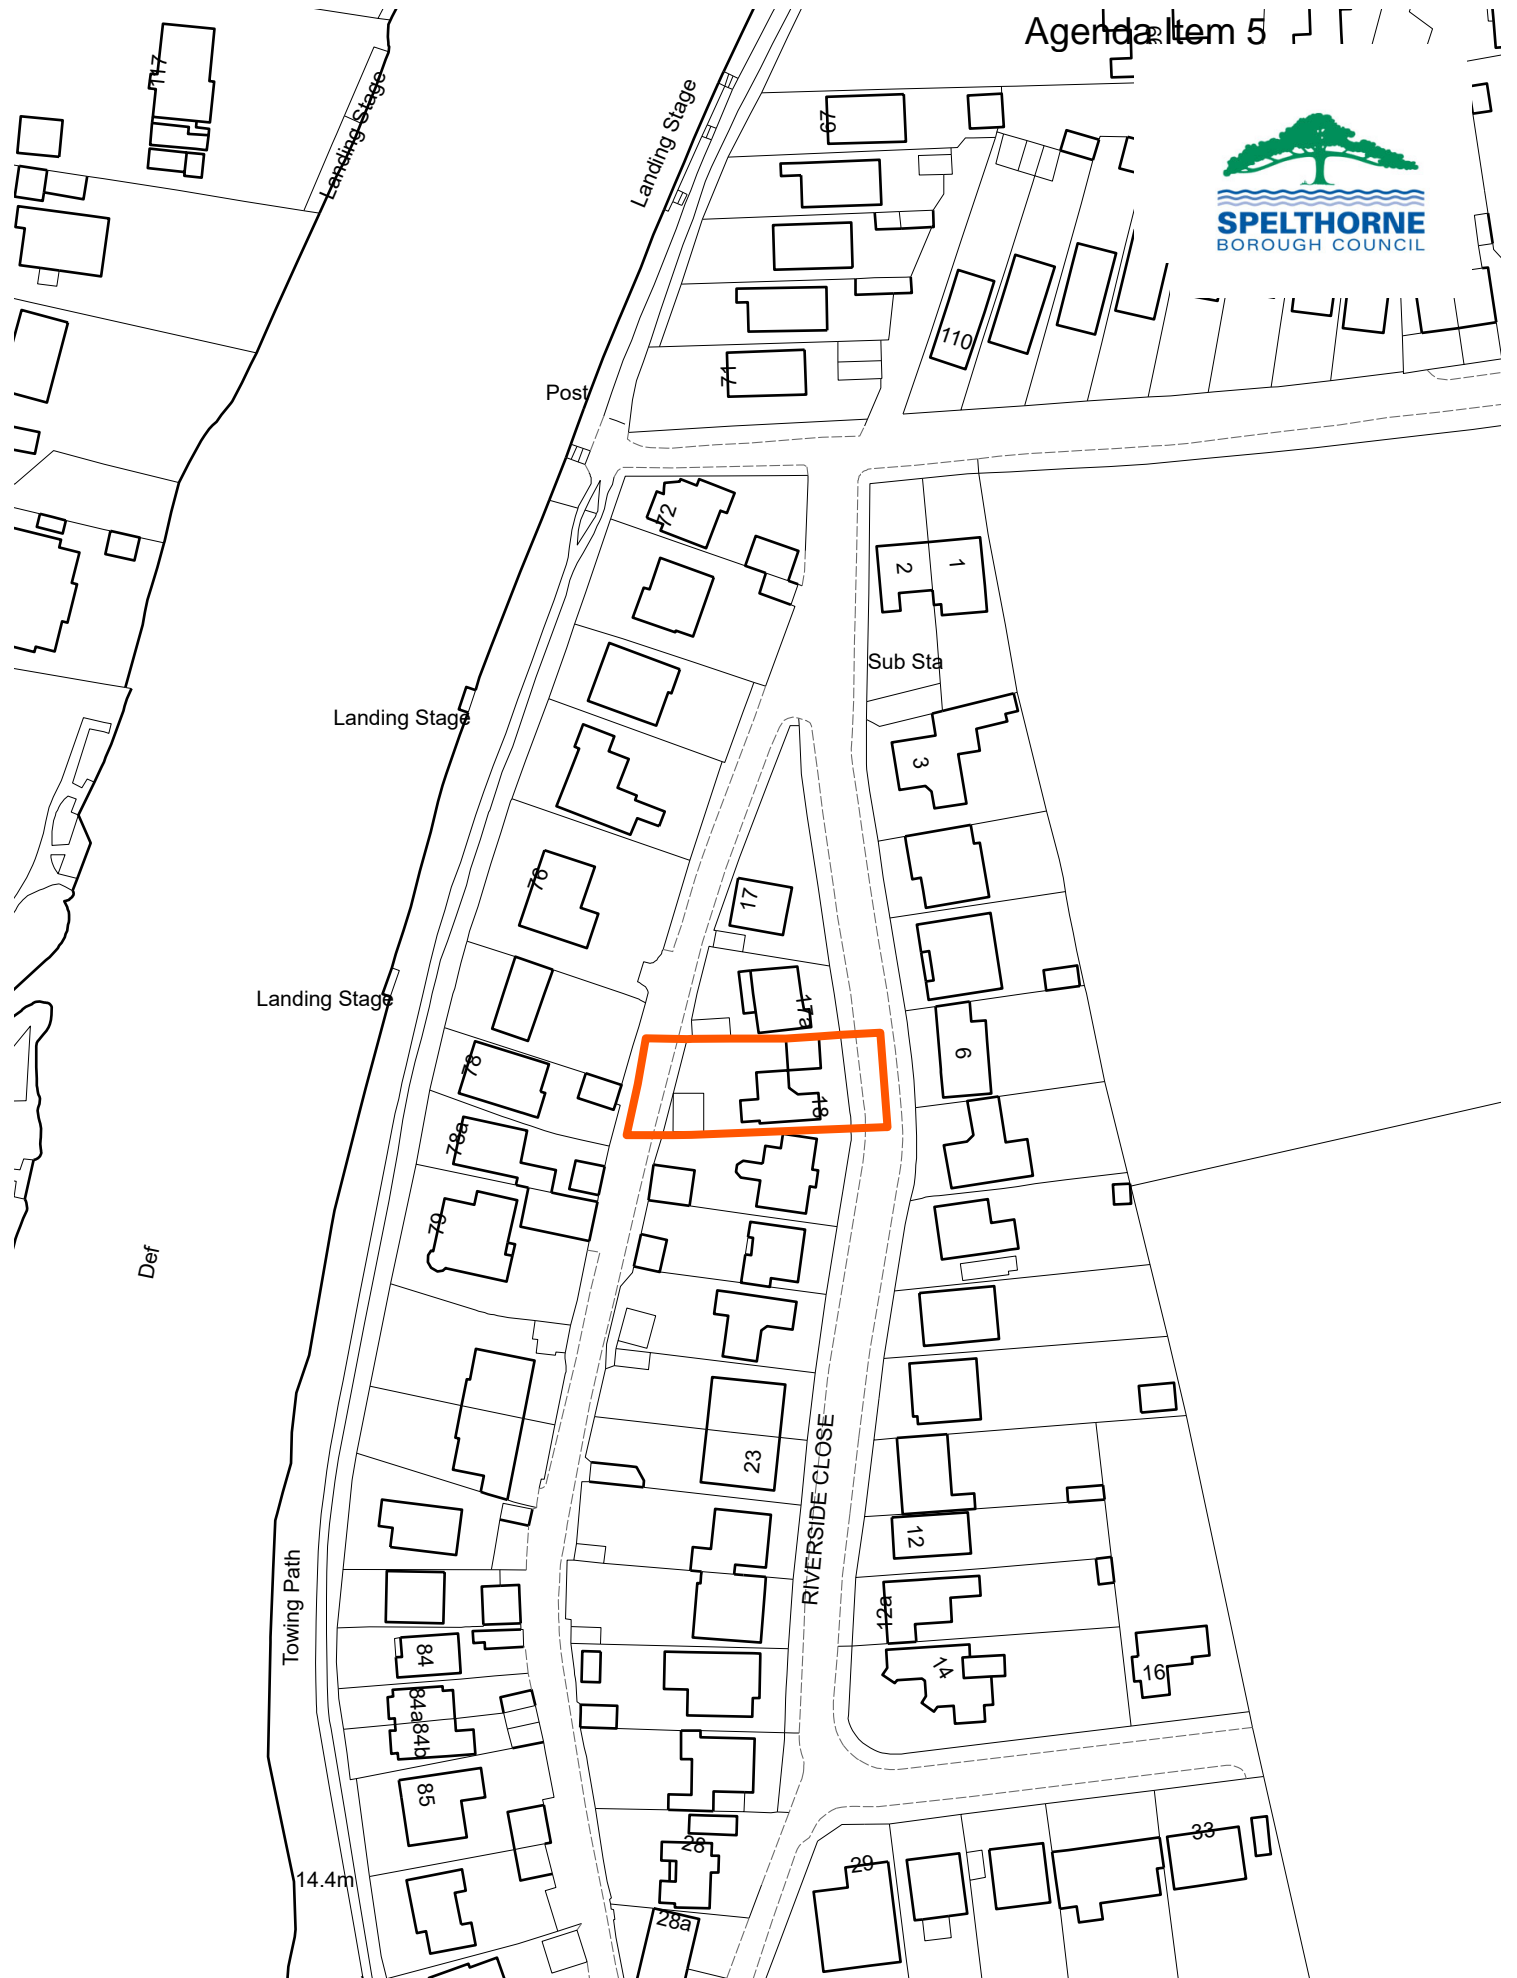 Agenda Item 5
117
Landing Stage
Landing Stage
67
SPELTHORNE
BOROUGH COUNCIL
110
71
Post
72
2
1
Sub Sta
Landing Stage
3
76
17
Landing Stage
17a
6
78
18
78a
79
Def
RIVERSIDE CLOSE
23
12
Towing Path
12a
84
14
16
84a
84b
85
33
28
29
14.4m
28a